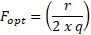 F_opt = (r / (2 x q))